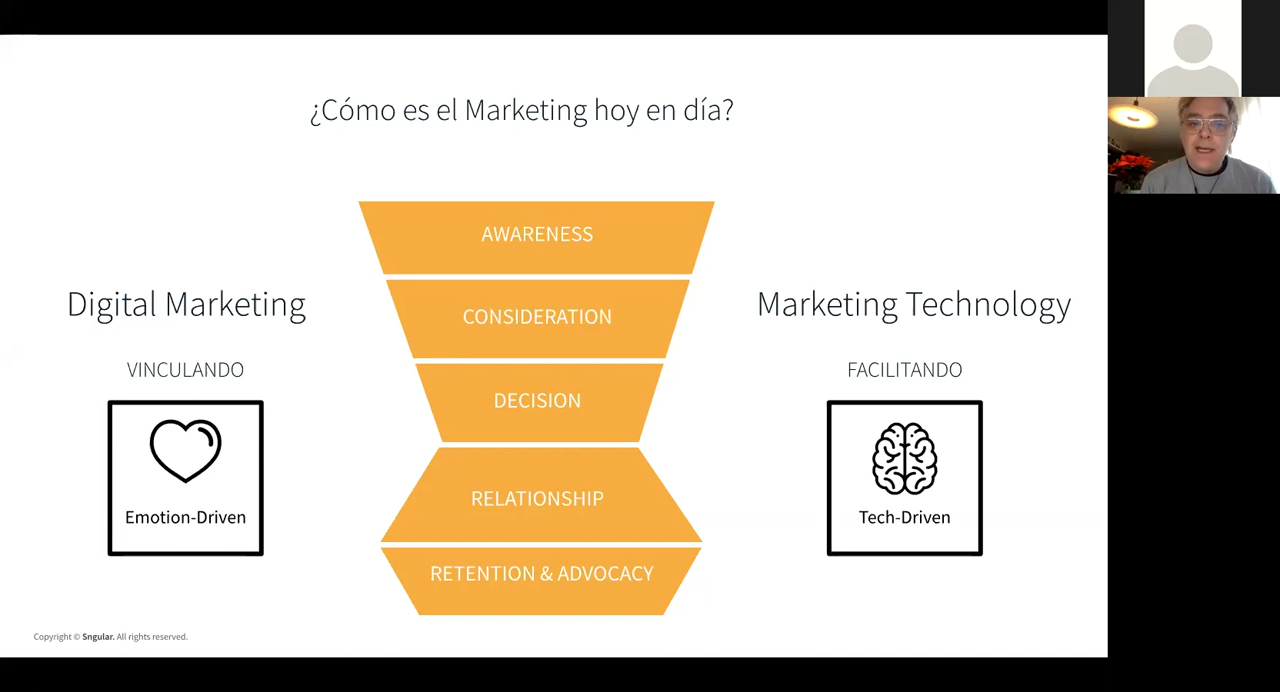 ¿Cómo es el Marketing hoy en día?
AWARENESS
CONSIDERATION
DECISION
RELATIONSHIP
RETENTION & ADVOCACY
Digital Marketing
VINCULANDO
Emotion-Driven
Marketing Technology
FACILITANDO
Tech-Driven
Copyright © Sngular. All rights reserved.